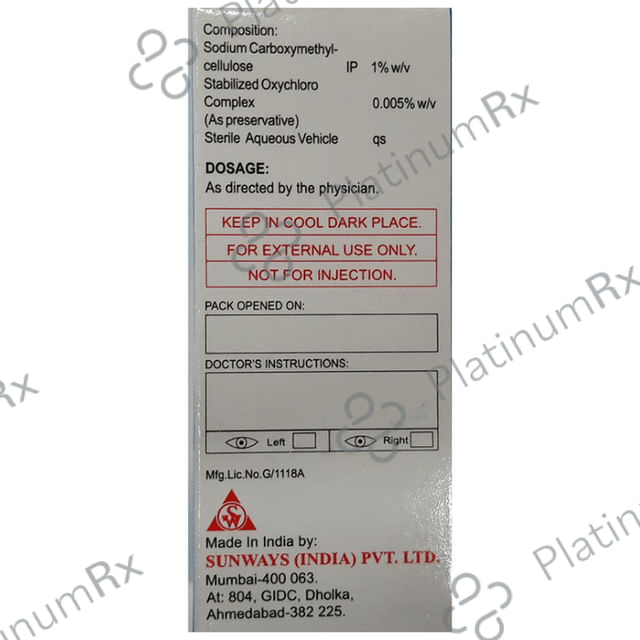 Composition:
Sodium Carboxymethyl-
cellulose IP 1% w/v
Stabilized Oxychloro
Complex 0.005% w/v
(As preservative)
Sterile Aqueous Vehicle qs
DOSAGE:
As directed by the physician.
KEEP IN COOL DARK PLACE.
FOR EXTERNAL USE ONLY.
NOT FOR INJECTION.
PACK OPENED ON:
DOCTOR'S INSTRUCTIONS:
Left Right
Mfg.Lic.No.G/1118A
SW
Made In India by:
SUNWAYS (INDIA) PVT. LTD.
Mumbai-400 063.
At: 804, GIDC, Dholka,
Ahmedabad-382 225.
PlatinumRx
PlatinumRx
PlatinumRx
PlatinumRx
tinumRx
Rx